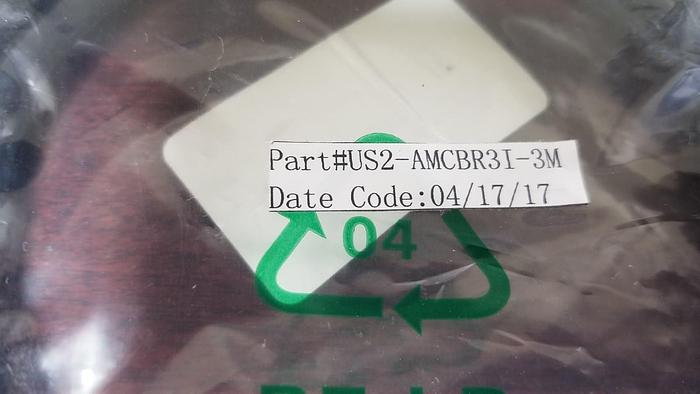 Part#US2-AMCBR3I-3M
Date Code:04/17/17
04